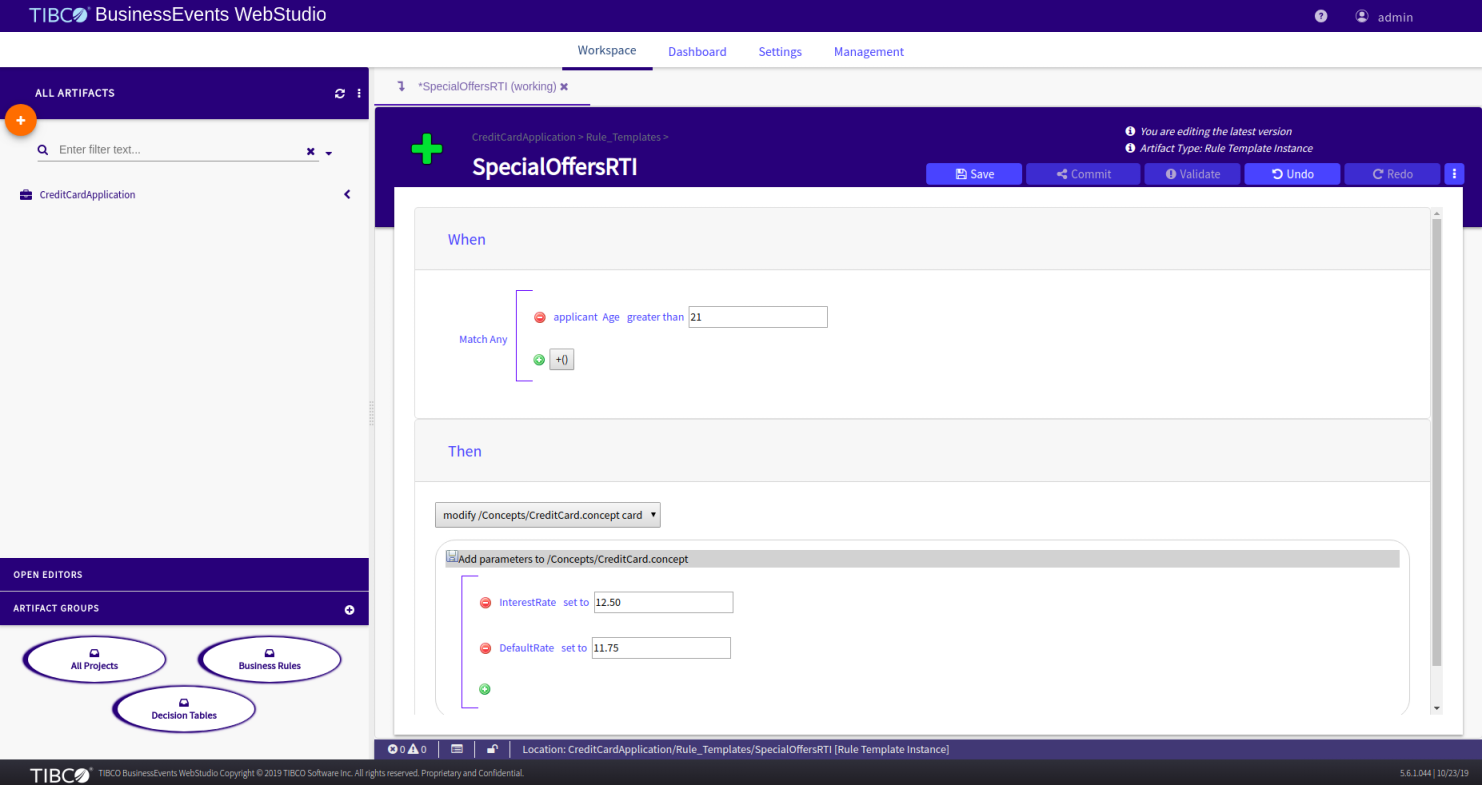 TIBCO® BusinessEvents WebStudio
admin
Workspace Dashboard Settings Management
ALL ARTIFACTS
*SpecialOffersRTI (working)
Enter filter text...
CreditCardApplication
CreditCardApplication > Rule_Templates >
SpecialOffersRTI
You are editing the latest version
Artifact Type: Rule Template Instance
Save Commit Validate Undo Redo
When
Match Any
applicant Age greater than 21
+()
Then
modify /Concepts/CreditCard.concept card
Add parameters to /Concepts/CreditCard.concept
InterestRate set to 12.50
DefaultRate set to 11.75
OPEN EDITORS
ARTIFACT GROUPS
All Projects
Business Rules
Decision Tables
0 0 Location: CreditCardApplication/Rule_Templates/SpecialOffersRTI [Rule Template Instance]
TIBCO® TIBCO BusinessEvents WebStudio Copyright © 2019 TIBCO Software Inc. All rights reserved. Proprietary and Confidential.
5.6.1.044 | 10/23/19